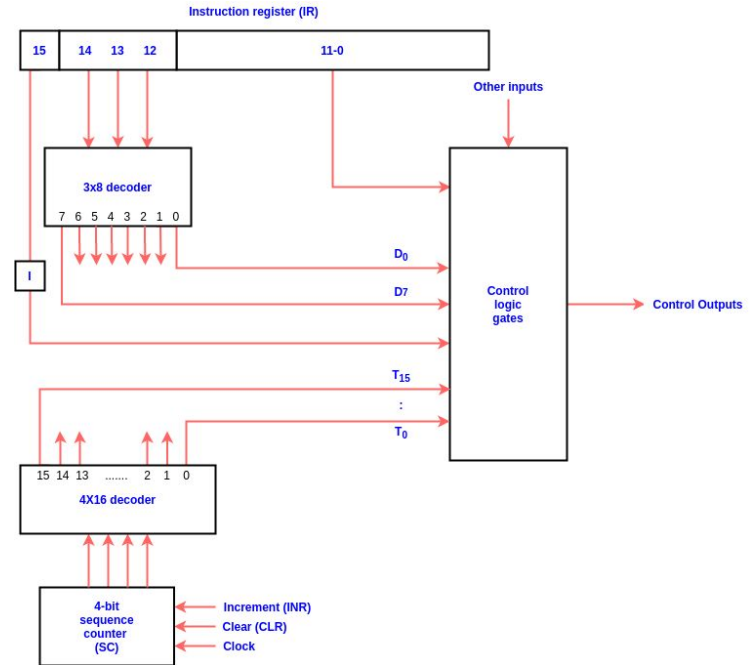 Instruction register (IR)
15 14 13 12 11-0
Other inputs
3x8 decoder
7 6 5 4 3 2 1 0
D0
I
D7
Control
logic
gates
Control Outputs
T15
:
T0
15 14 13 ....... 2 1 0
4X16 decoder
4-bit
sequence
counter
(SC)
Increment (INR)
Clear (CLR)
Clock